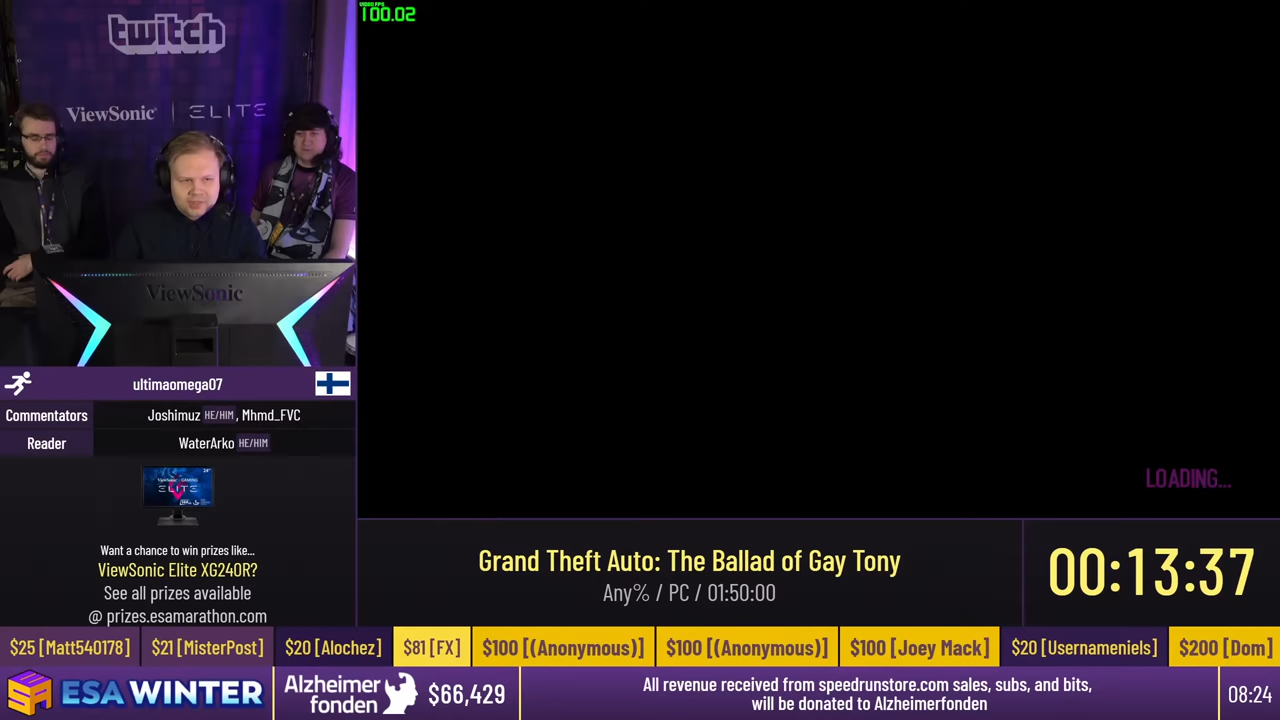 twitch
ViewSonic | ELITE
ViewSonic
VIDEO FPS
100.02
LOADING...
ultimaomega07
Commentators
Joshimuz HE/HIM, Mhmd_FVC
Reader
WaterArko HE/HIM
ELITE
Want a chance to win prizes like...
ViewSonic Elite XG240R?
See all prizes available
@ prizes.esamarathon.com
Grand Theft Auto: The Ballad of Gay Tony
Any% / PC / 01:50:00
00:13:37
$25 [Matt540178]
$21 [MisterPost]
$20 [Alochez]
$81 [FX]
$100 [(Anonymous)]
$100 [(Anonymous)]
$100 [Joey Mack]
$20 [Usernameniels]
$200 [Dom]
ESA WINTER
Alzheimer
fonden
$66,429
All revenue received from speedrunstore.com sales, subs, and bits,
will be donated to Alzheimerfonden
08:24